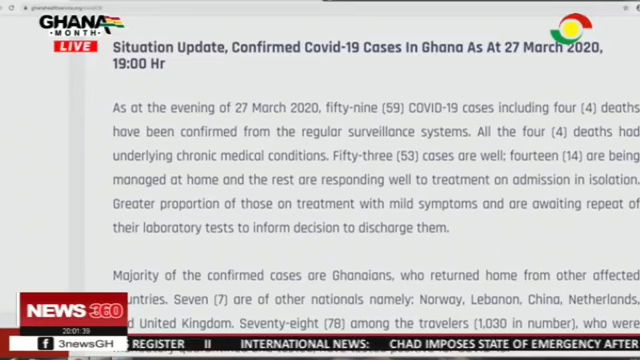 ghanahealthservice.org/covid19/
GHANA
MONTH
LIVE
Situation Update, Confirmed Covid-19 Cases In Ghana As At 27 March 2020,
19:00 Hr
As at the evening of 27 March 2020, fifty-nine (59) COVID-19 cases including four (4) deaths
have been confirmed from the regular surveillance systems. All the four (4) deaths had
underlying chronic medical conditions. Fifty-three (53) cases are well; fourteen (14) are being
managed at home and the rest are responding well to treatment on admission in isolation.
Greater proportion of those on treatment with mild symptoms and are awaiting repeat of
their laboratory tests to inform decision to discharge them.
Majority of the confirmed cases are Ghanaians, who returned home from other affected
countries. Seven (7) are of other nationals namely: Norway, Lebanon, China, Netherlands,
and United Kingdom. Seventy-eight (78) among the travelers (1,030 in number), who were
NEWS 360
20:01:39
3newsGH
S REGISTER II INTERNATIONAL NEWS: CHAD IMPOSES STATE OF EMERGENCY AFTER